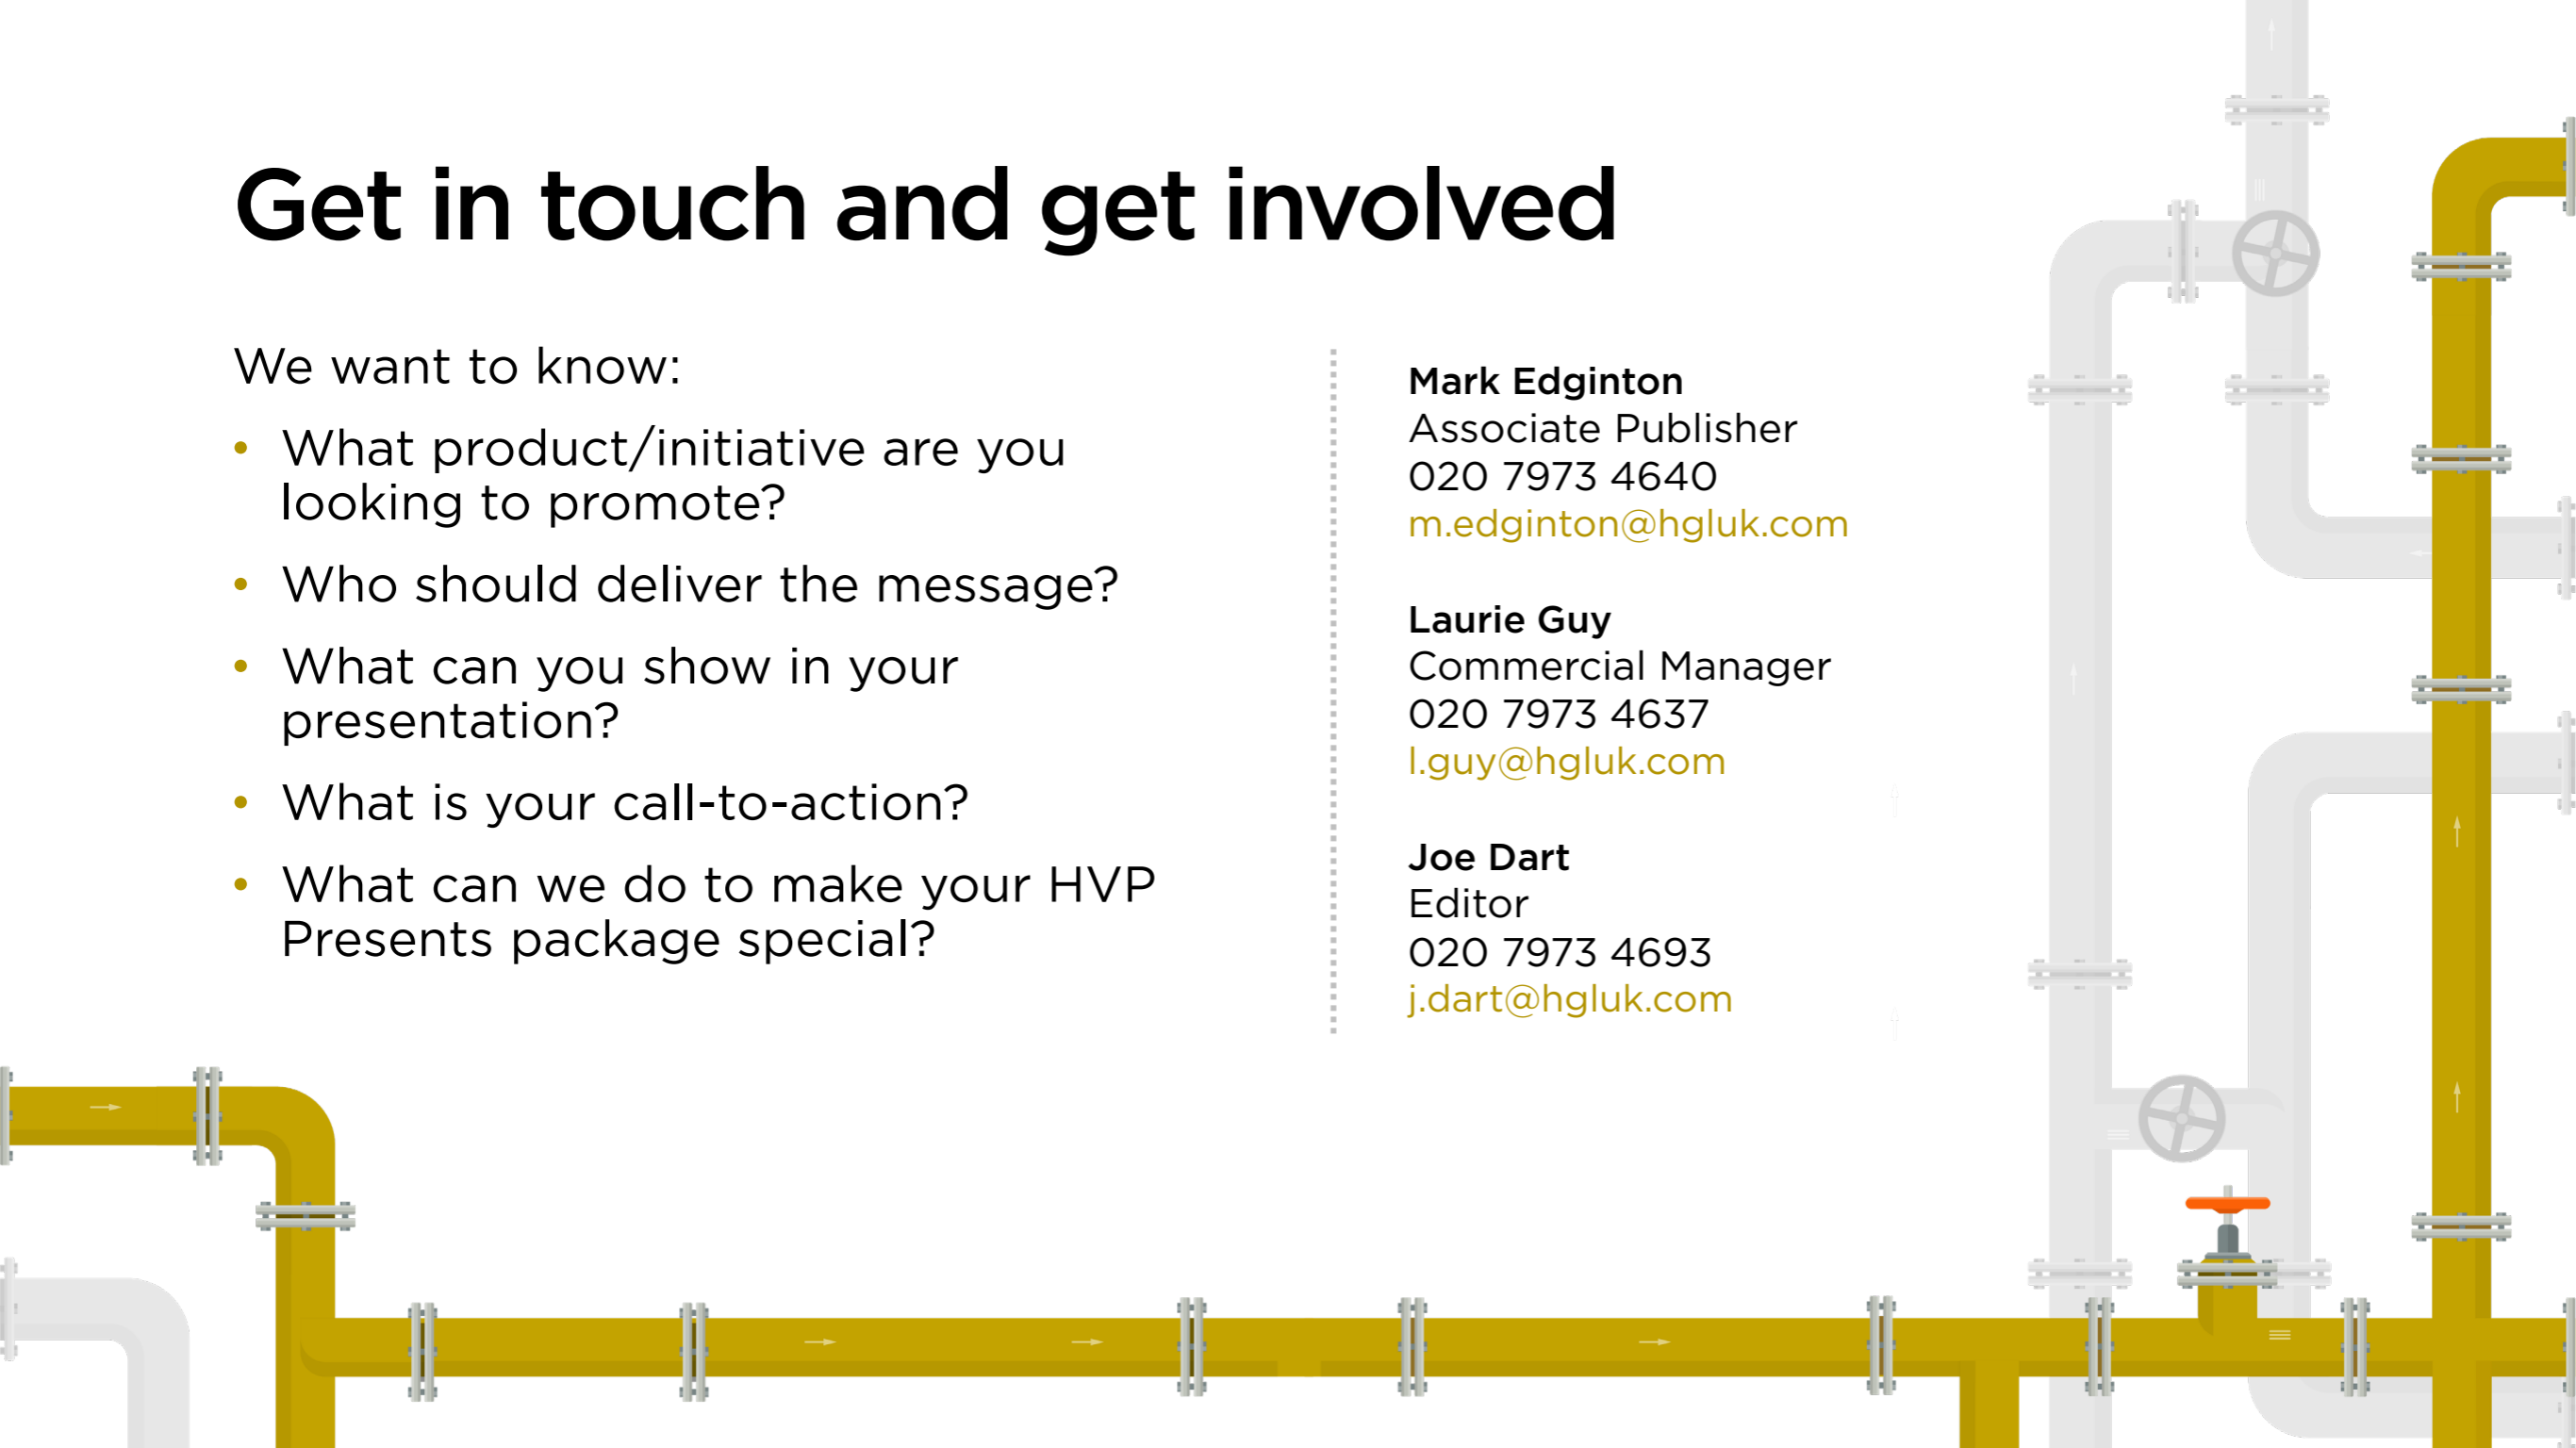 Get in touch and get involved
We want to know:
• What product/initiative are you
looking to promote?
• Who should deliver the message?
• What can you show in your
presentation?
• What is your call-to-action?
• What can we do to make your HVP
Presents package special?
Mark Edginton
Associate Publisher
020 7973 4640
m.edginton@hgluk.com
Laurie Guy
Commercial Manager
020 7973 4637
l.guy@hgluk.com
Joe Dart
Editor
020 7973 4693
j.dart@hgluk.com